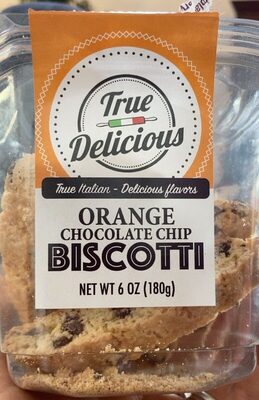 True
Delicious
True Italian - Delicious flavors
ORANGE
CHOCOLATE CHIP
BISCOTTI
NET WT 6 OZ (180g)